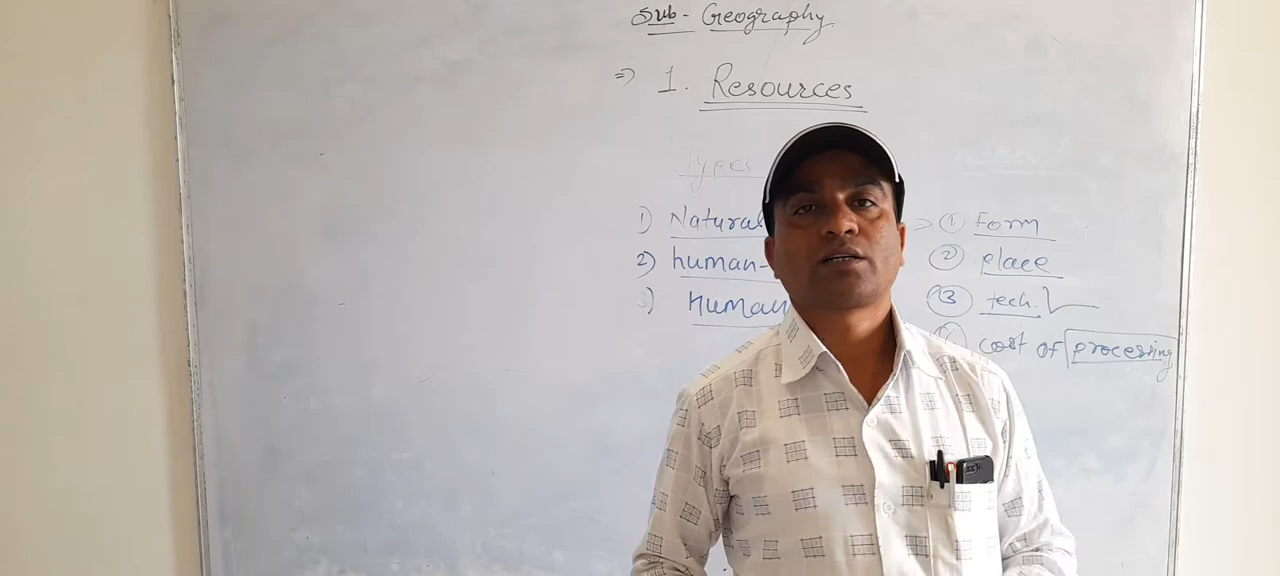 Sub - Geography
⇒ 1. Resources
Types
1) Natural
2) human-
3) Human
① Form
② place
③ tech.
cost of processing